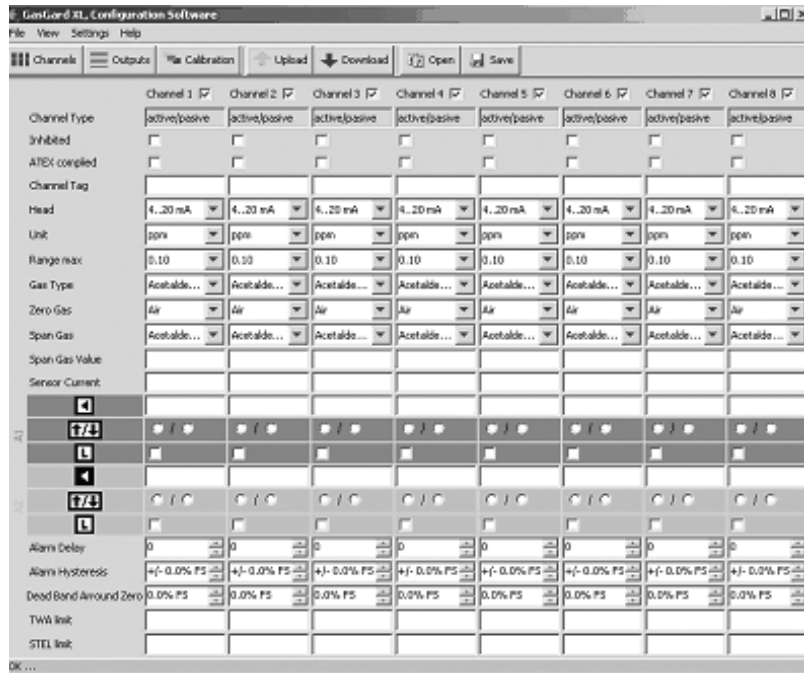 GasGard XL, Configuration Software
File View Settings Help
Channels Outputs Calibration Upload Download Open Save
Channel 1 Channel 2 Channel 3 Channel 4 Channel 5 Channel 6 Channel 7 Channel 8
Channel Type active/pasive active/pasive active/pasive active/pasive active/pasive active/pasive active/pasive active/pasive
Inhibited
ATEX complied
Channel Tag
Head 4..20 mA 4..20 mA 4..20 mA 4..20 mA 4..20 mA 4..20 mA 4..20 mA 4..20 mA
Unit ppm ppm ppm ppm ppm ppm ppm ppm
Range max 0.10 0.10 0.10 0.10 0.10 0.10 0.10 0.10
Gas Type Acetalde... Acetalde... Acetalde... Acetalde... Acetalde... Acetalde... Acetalde... Acetalde...
Zero Gas Air Air Air Air Air Air Air Air
Span Gas Acetalde... Acetalde... Acetalde... Acetalde... Acetalde... Acetalde... Acetalde... Acetalde...
Span Gas Value
Sensor Current
A1
/ / / / / / / /
L
A2
/ / / / / / / /
L
Alarm Delay 0 0 0 0 0 0 0 0
Alarm Hysteresis +/- 0.0% FS +/- 0.0% FS +/- 0.0% FS +/- 0.0% FS +/- 0.0% FS +/- 0.0% FS +/- 0.0% FS +/- 0.0% FS
Dead Band Arround Zero 0.0% FS 0.0% FS 0.0% FS 0.0% FS 0.0% FS 0.0% FS 0.0% FS 0.0% FS
TWA limit
STEL limit
OK ...